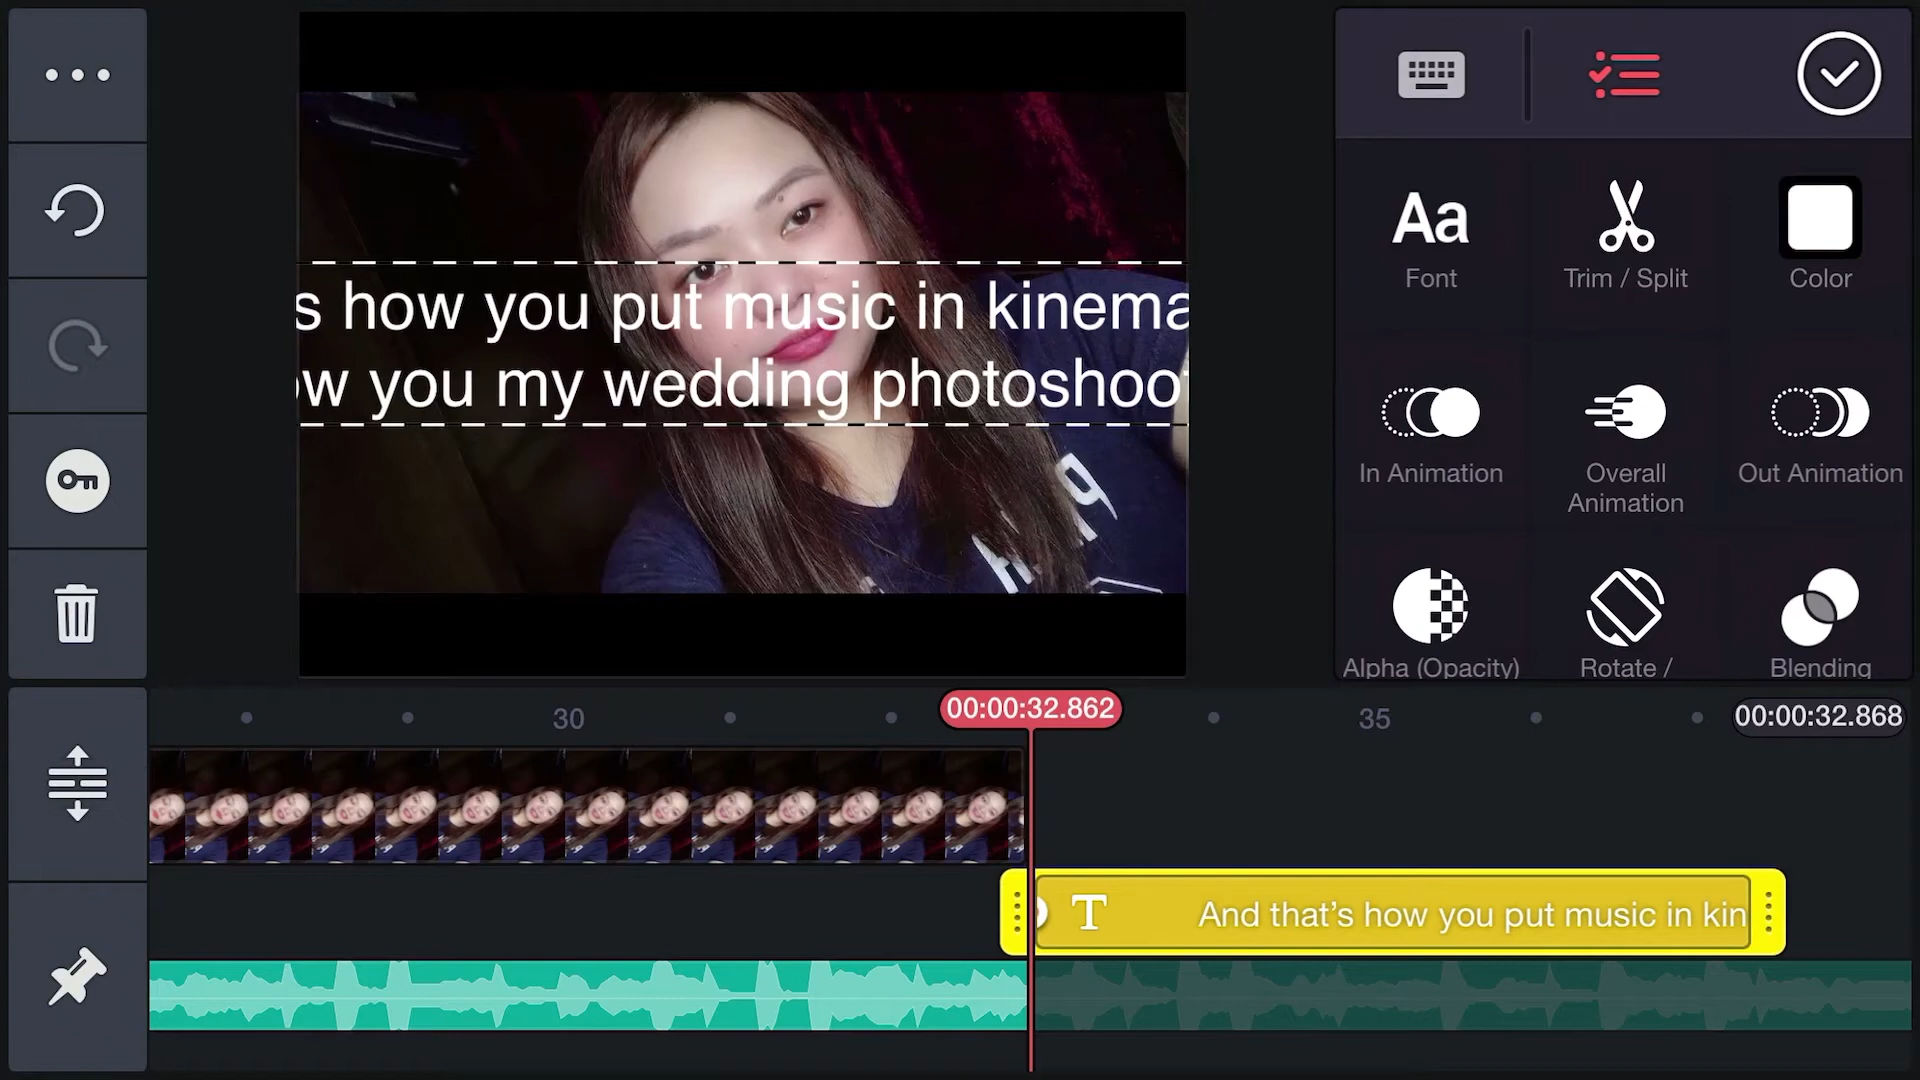 s how you put music in kinema
ow you my wedding photoshoo
Aa
Font
Trim / Split
Color
In Animation
Overall
Animation
Out Animation
Alpha (Opacity)
Rotate /
Blending
30
00:00:32.862
35
00:00:32.868
T
And that’s how you put music in kin